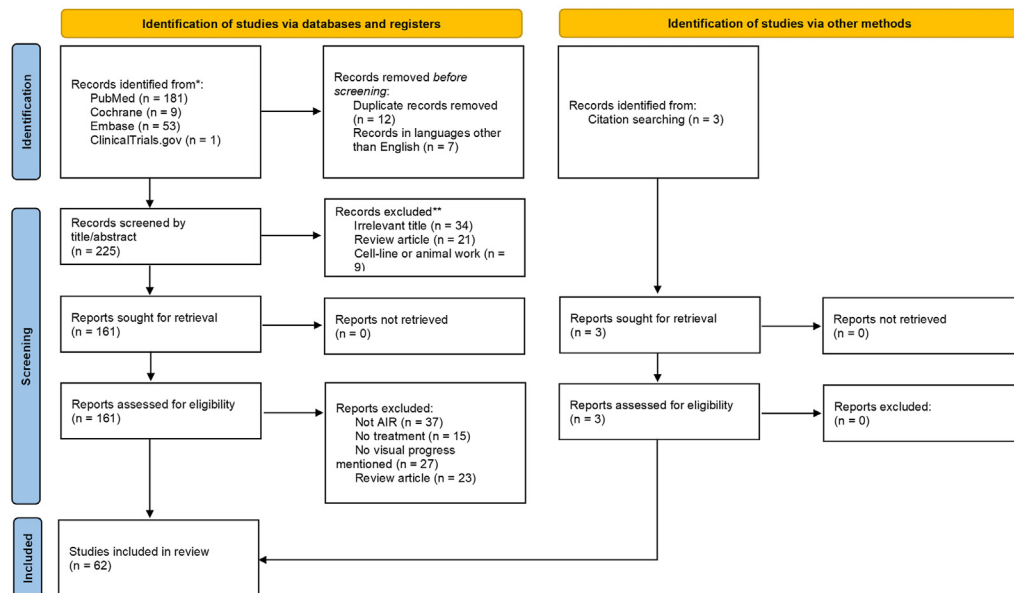 Identification of studies via databases and registers
Identification of studies via other methods
Identification
Records identified from*:
PubMed (n = 181)
Cochrane (n = 9)
Embase (n = 53)
ClinicalTrials.gov (n = 1)
Records removed before
screening:
Duplicate records removed
(n = 12)
Records in languages other
than English (n = 7)
Records identified from:
Citation searching (n = 3)
Screening
Records screened by
title/abstract
(n = 225)
Records excluded**
Irrelevant title (n = 34)
Review article (n = 21)
Cell-line or animal work (n =
9)
Reports sought for retrieval
(n = 161)
Reports not retrieved
(n = 0)
Reports sought for retrieval
(n = 3)
Reports not retrieved
(n = 0)
Reports assessed for eligibility
(n = 161)
Reports excluded:
Not AIR (n = 37)
No treatment (n = 15)
No visual progress
mentioned (n = 27)
Review article (n = 23)
Reports assessed for eligibility
(n = 3)
Reports excluded:
(n = 0)
Included
Studies included in review
(n = 62)